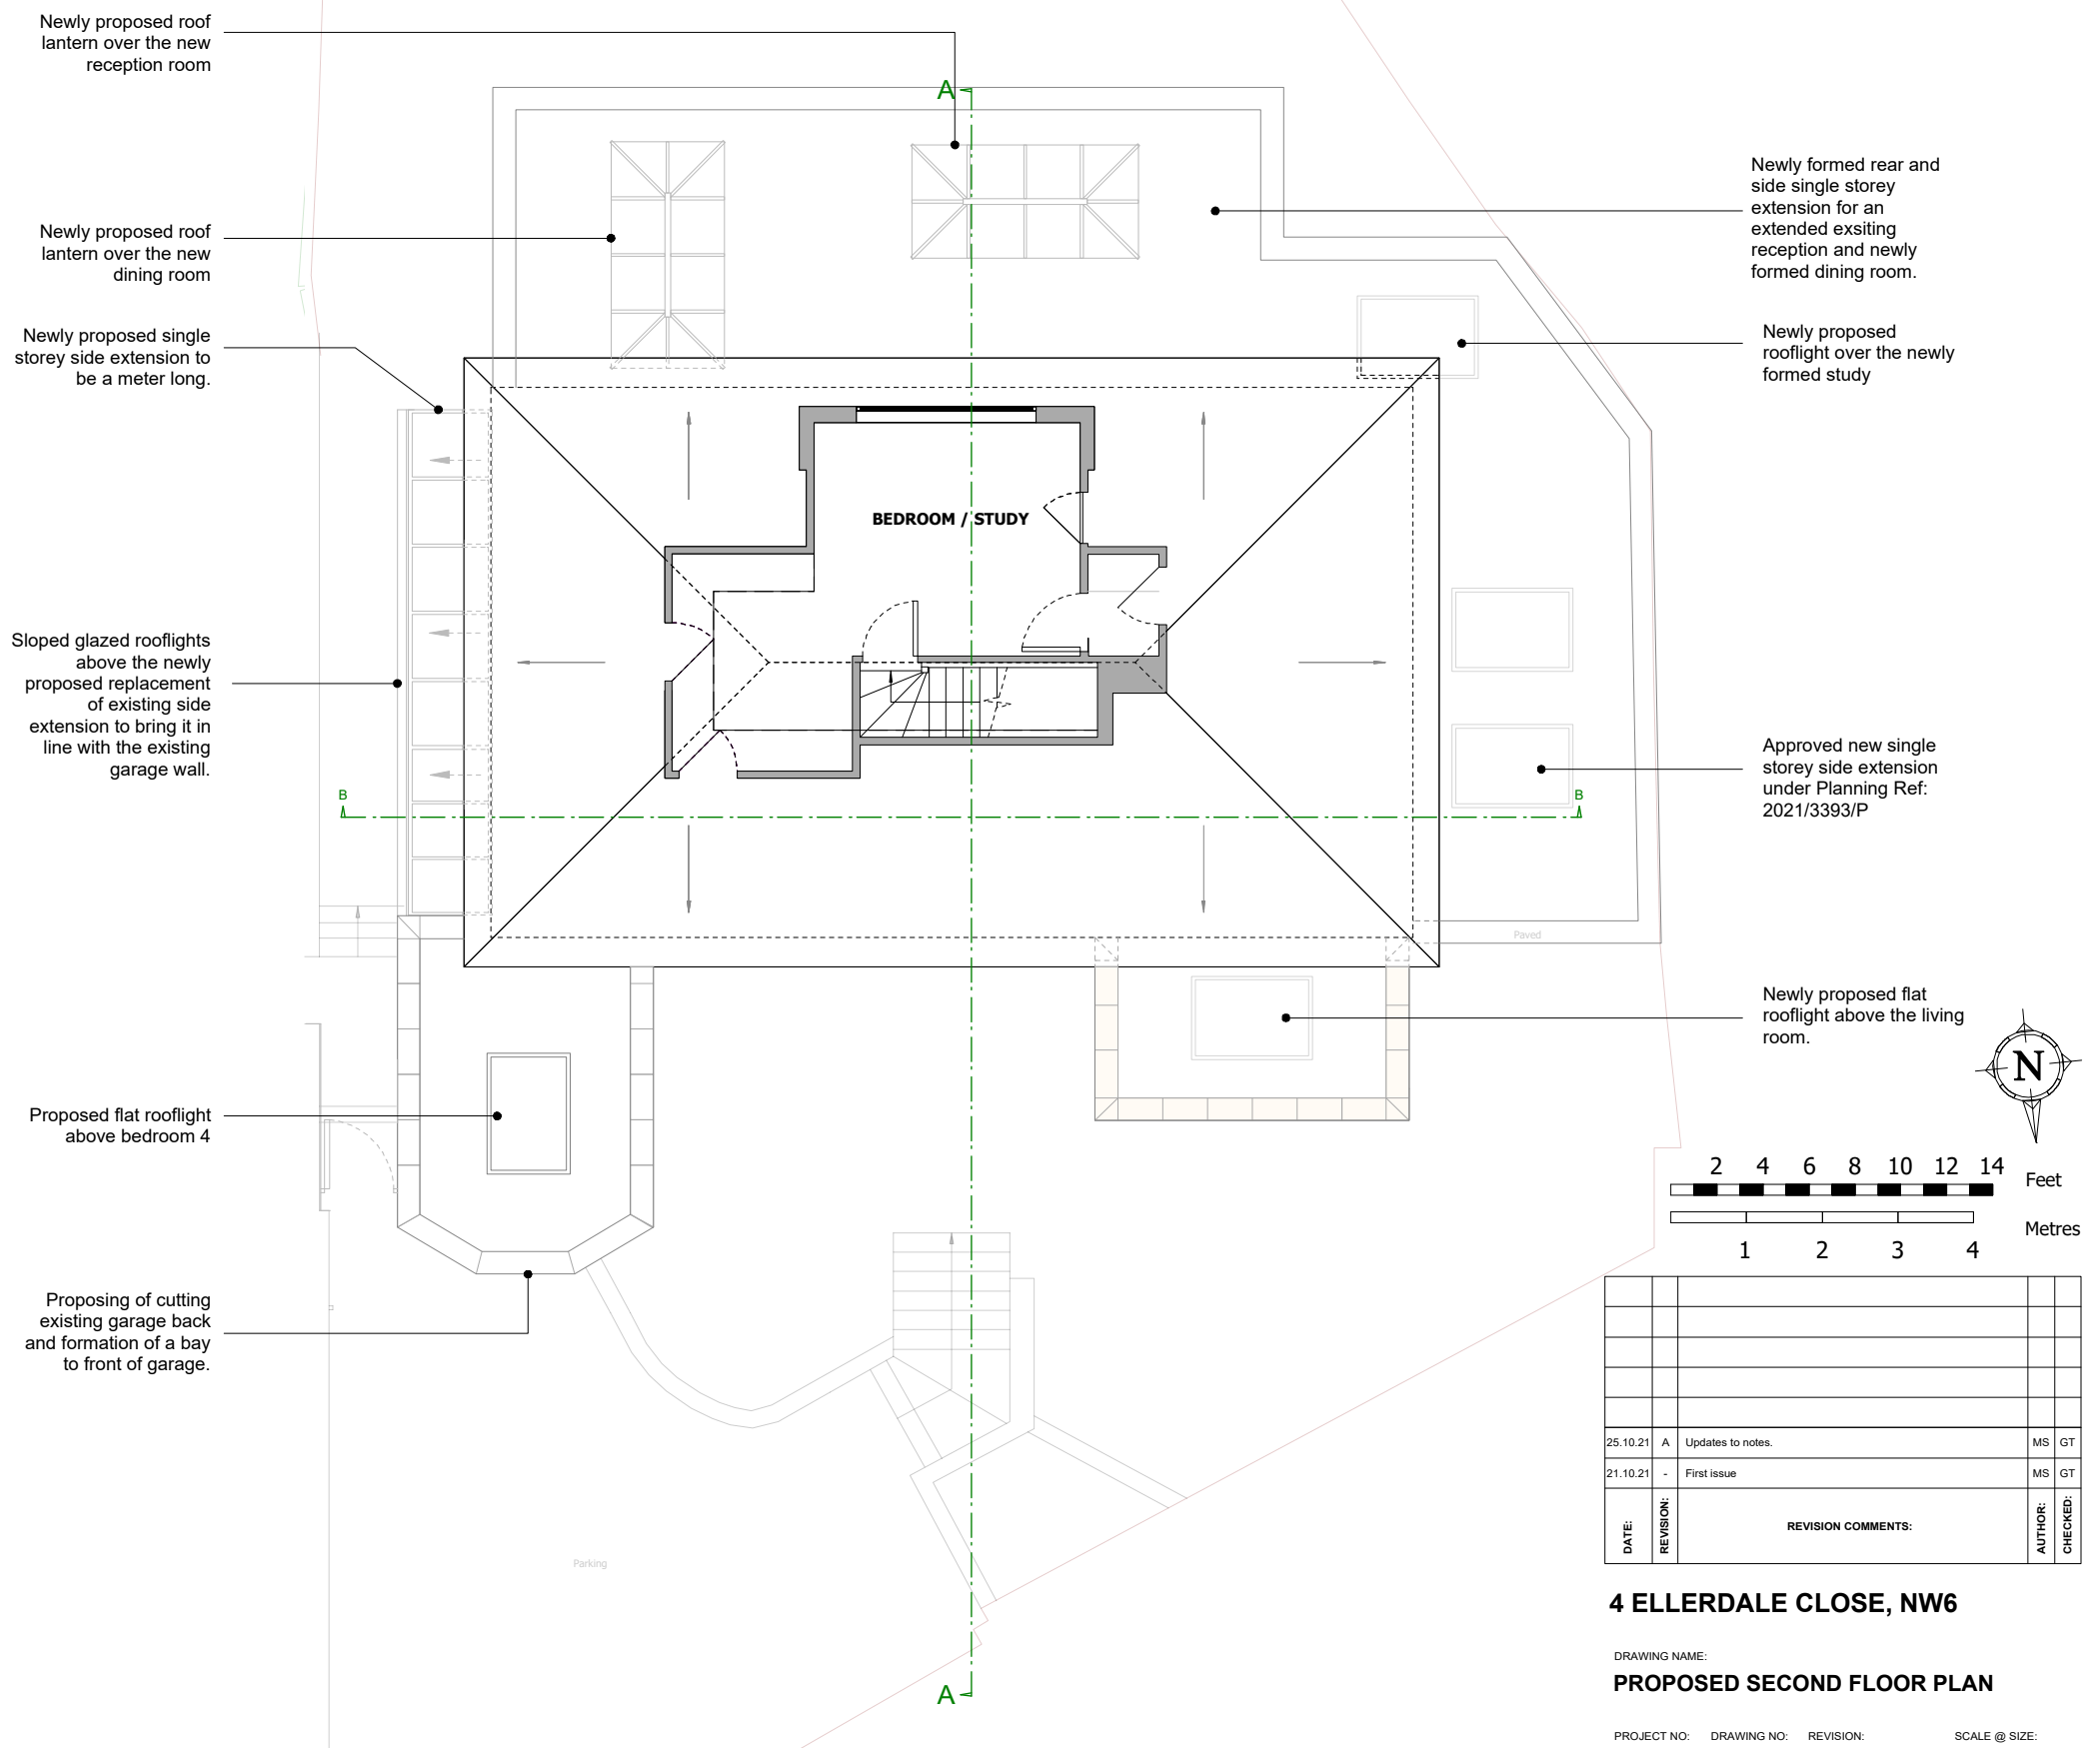 Newly proposed roof
lantern over the new
reception room
A
Newly formed rear and
side single storey
extension for an
extended exsiting
reception and newly
formed dining room.
Newly proposed roof
lantern over the new
dining room
Newly proposed single
storey side extension to
be a meter long.
Newly proposed
rooflight over the newly
formed study
BEDROOM / STUDY
Sloped glazed rooflights
above the newly
proposed replacement
of existing side
extension to bring it in
line with the existing
garage wall.
Approved new single
storey side extension
under Planning Ref:
2021/3393/P
B
B
Paved
Newly proposed flat
rooflight above the living
room.
N
Proposed flat rooflight
above bedroom 4
2 4 6 8 10 12 14
Feet
Metres
1 2 3 4
Proposing of cutting
existing garage back
and formation of a bay
to front of garage.
25.10.21 A Updates to notes. MS GT
21.10.21 - First issue MS GT
DATE: REVISION: REVISION COMMENTS: AUTHOR: CHECKED:
Parking
4 ELLERDALE CLOSE, NW6
DRAWING NAME:
PROPOSED SECOND FLOOR PLAN
A
PROJECT NO: DRAWING NO: REVISION: SCALE @ SIZE: